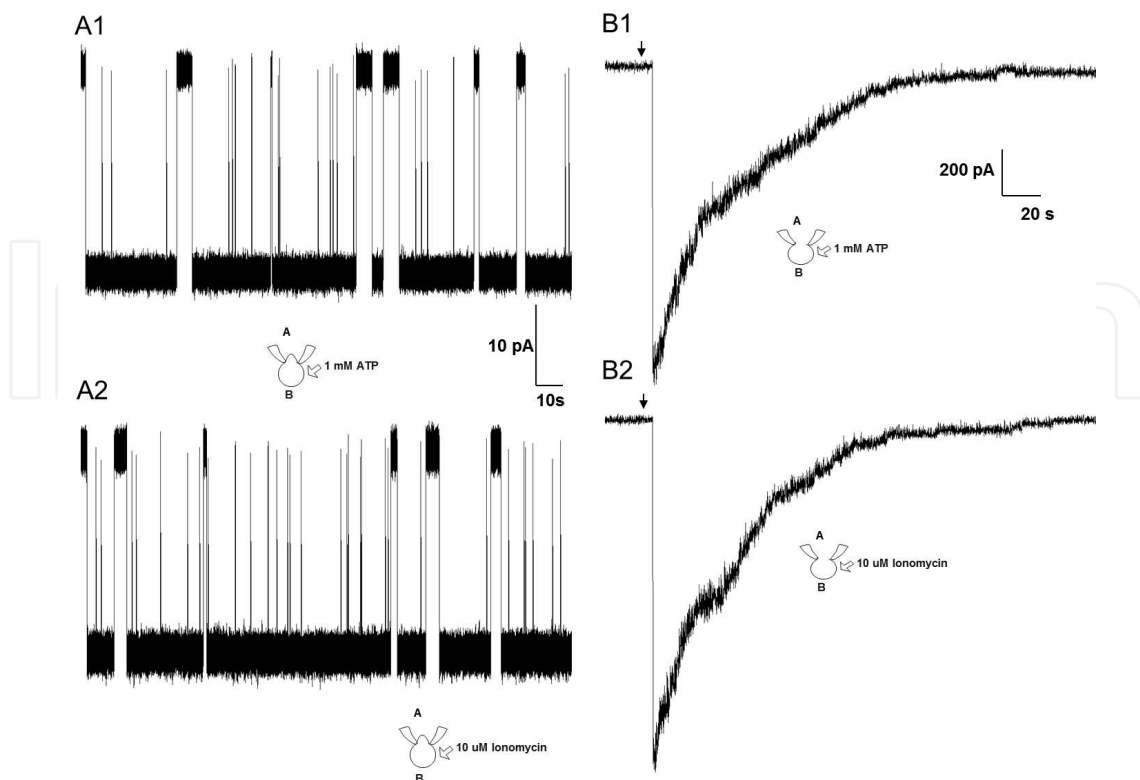 A1
A
1 mM ATP
B
10 pA
10s
A2
A
10 uM Ionomycin
B
B1
200 pA
20 s
A
1 mM ATP
B
B2
A
10 uM Ionomycin
B